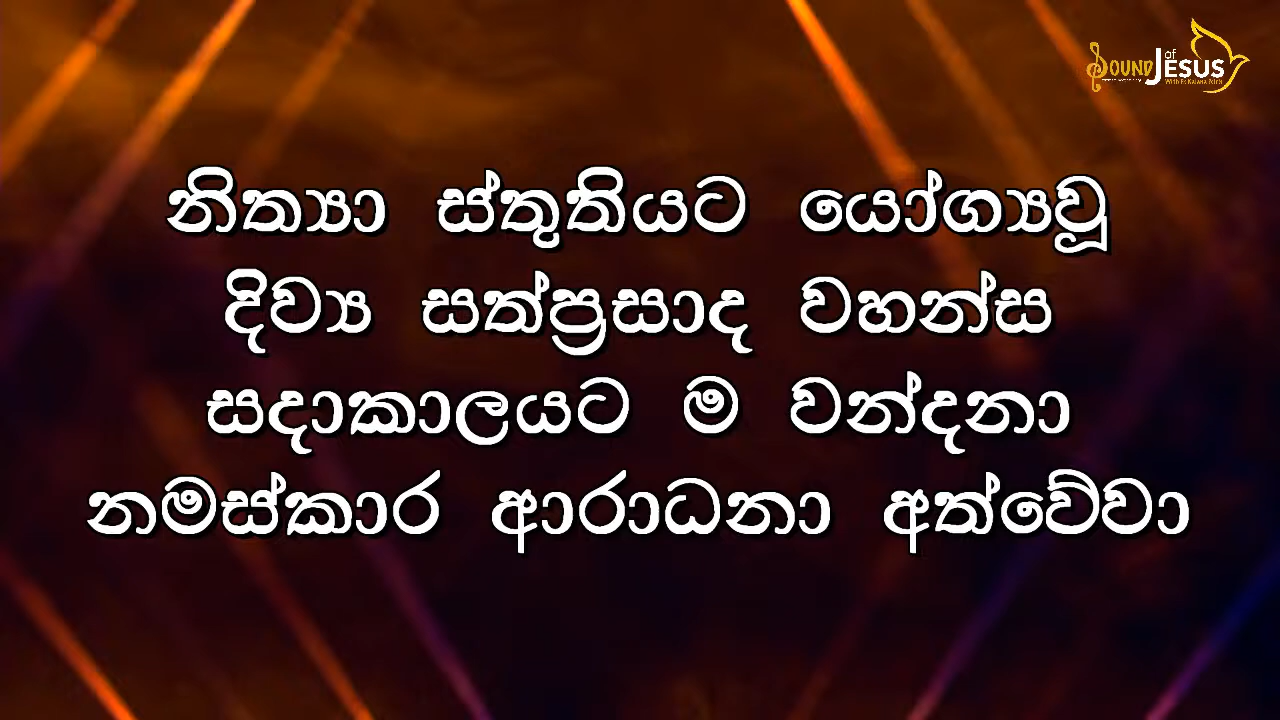 Sound of Jesus
නිත්‍යා ස්තුතියට යෝග්‍යවූ
දිව්‍ය සත්ප්‍රසාද වහන්ස
සදාකාලයට ම වන්දනා
නමස්කාර ආරාධනා අත්වේවා